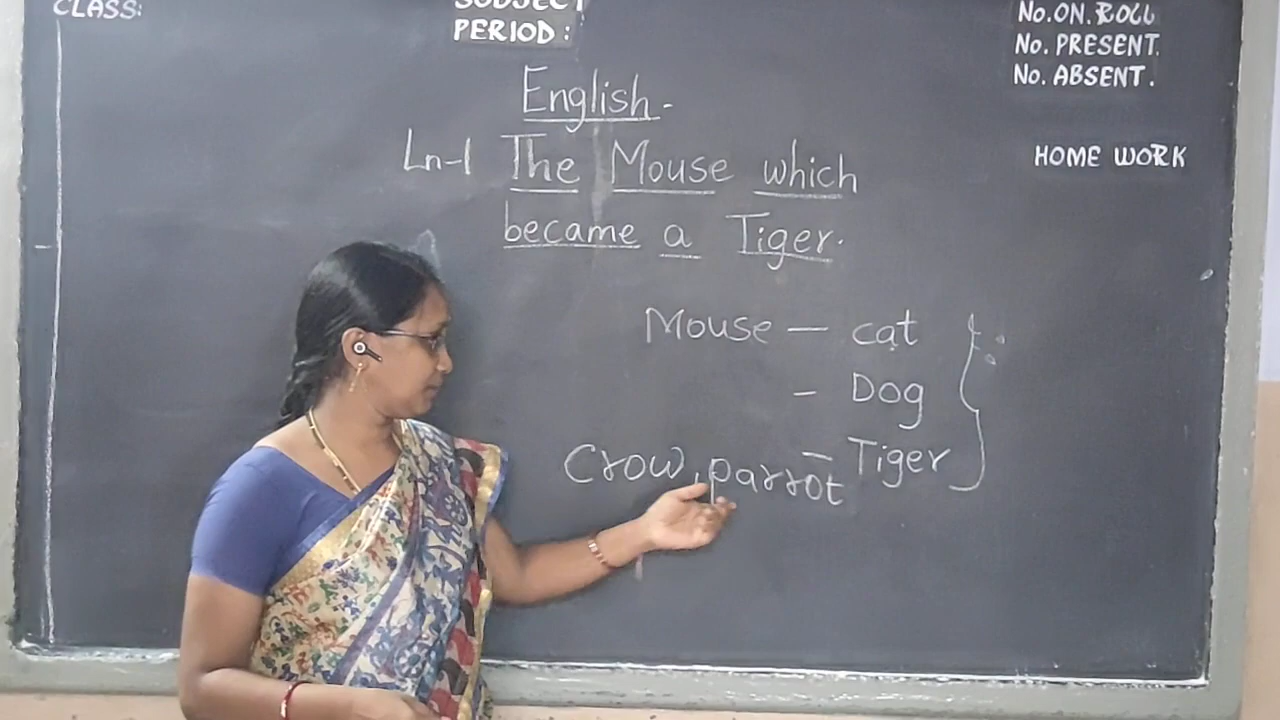 CLASS:
SUBJECT
PERIOD:
No. ON. ROLL
No. PRESENT.
No. ABSENT.
HOME WORK
English.
Ln-1 The Mouse which
became a Tiger.
Mouse — cat
– Dog
– Tiger
Crow, parrot